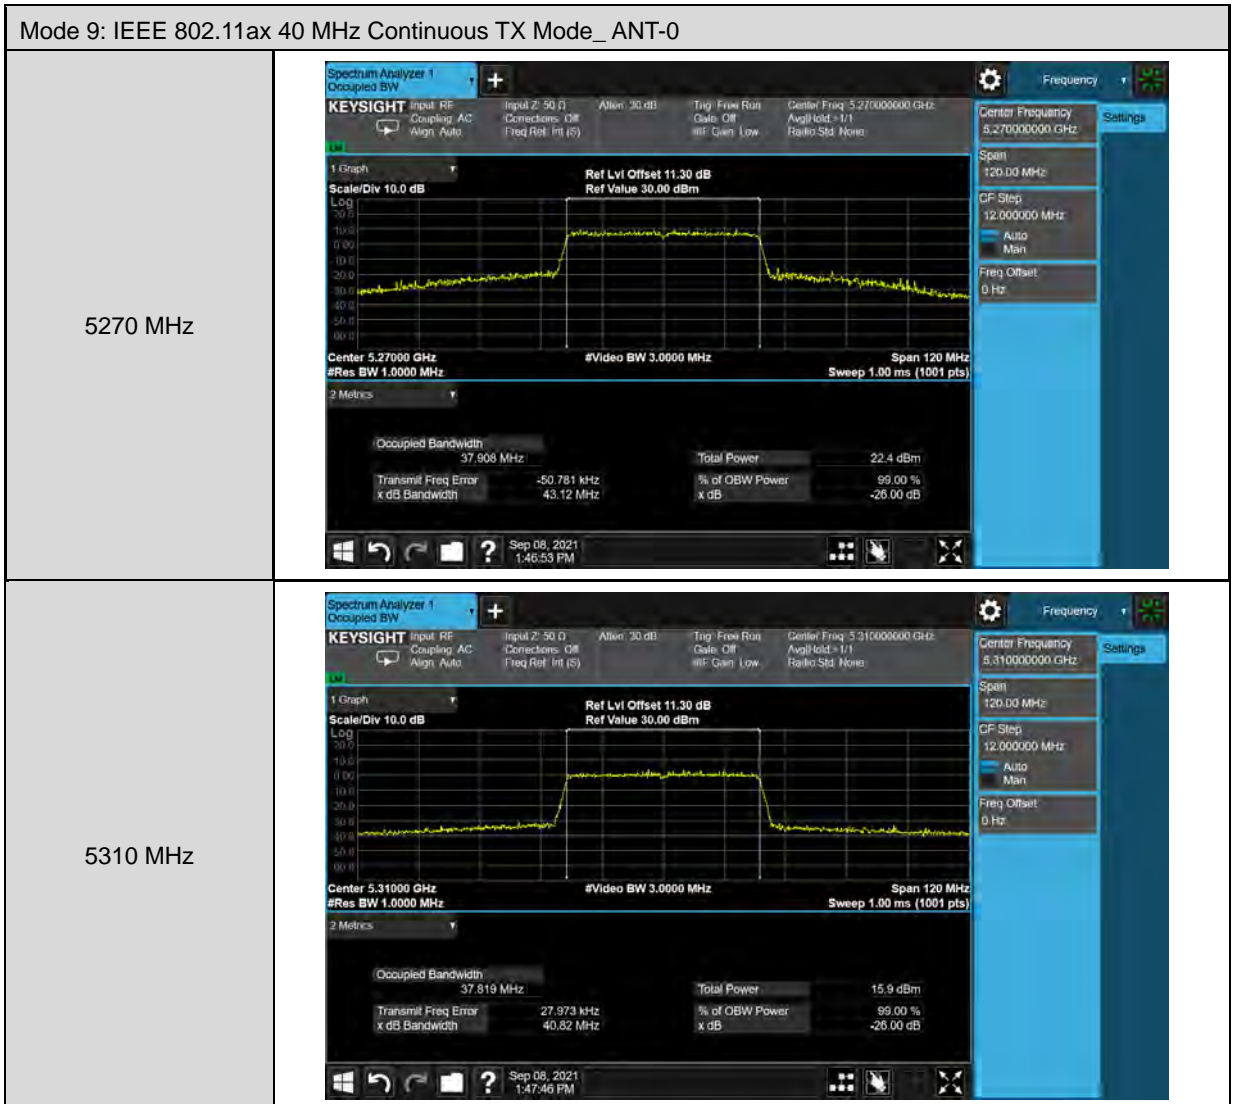 Mode 9: IEEE 802.11ax 40 MHz Continuous TX Mode_ ANT-0
5270 MHz
Spectrum Analyzer 1
Occupied BW
Frequency
KEYSIGHT Input: RF
Coupling: AC
Align: Auto
Input Z: 50 Ω
Corrections: Off
Freq Ref: Int (S)
Atten: 30 dB
Trig: Free Run
Gate: Off
#IF Gain: Low
Center Freq: 5.270000000 GHz
Avg|Hold: >1/1
Radio Std: None
Center Frequency
5.270000000 GHz
Settings
Span
120.00 MHz
CF Step
12.000000 MHz
Auto
Man
Freq Offset
0 Hz
1 Graph
Scale/Div 10.0 dB
Ref Lvl Offset 11.30 dB
Ref Value 30.00 dBm
Log
20.0
10.0
0.00
Center 5.27000 GHz
#Res BW 1.0000 MHz
#Video BW 3.0000 MHz
Span 120 MHz
Sweep 1.00 ms (1001 pts)
2 Metrics
Occupied Bandwidth
37.908 MHz
Total Power 22.4 dBm
Transmit Freq Error -50.781 kHz
% of OBW Power 99.00 %
x dB Bandwidth 43.12 MHz
x dB -26.00 dB
Sep 08, 2021
1:46:53 PM
5310 MHz
Spectrum Analyzer 1
Occupied BW
Frequency
KEYSIGHT Input: RF
Coupling: AC
Align: Auto
Input Z: 50 Ω
Corrections: Off
Freq Ref: Int (S)
Atten: 30 dB
Trig: Free Run
Gate: Off
#IF Gain: Low
Center Freq: 5.310000000 GHz
Avg|Hold: >1/1
Radio Std: None
Center Frequency
5.310000000 GHz
Settings
Span
120.00 MHz
CF Step
12.000000 MHz
Auto
Man
Freq Offset
0 Hz
1 Graph
Scale/Div 10.0 dB
Ref Lvl Offset 11.30 dB
Ref Value 30.00 dBm
Log
20.0
10.0
0.00
Center 5.31000 GHz
#Res BW 1.0000 MHz
#Video BW 3.0000 MHz
Span 120 MHz
Sweep 1.00 ms (1001 pts)
2 Metrics
Occupied Bandwidth
37.819 MHz
Total Power 15.9 dBm
Transmit Freq Error 27.973 kHz
% of OBW Power 99.00 %
x dB Bandwidth 40.82 MHz
x dB -26.00 dB
Sep 08, 2021
1:47:46 PM